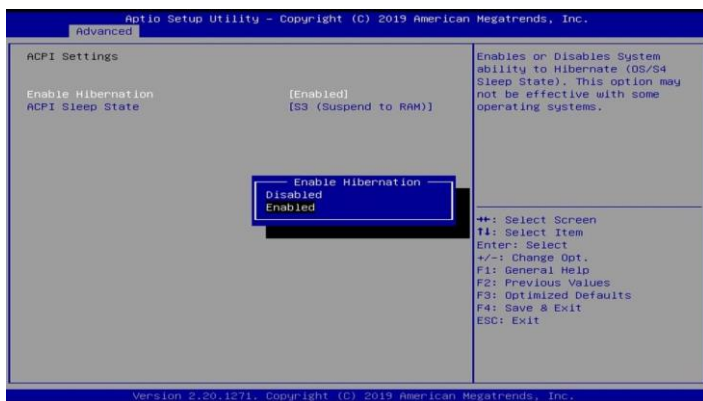 Aptio Setup Utility – Copyright (C) 2019 American Megatrends, Inc.
Advanced
ACPI Settings
Enable Hibernation [Enabled]
ACPI Sleep State [S3 (Suspend to RAM)]
Enable Hibernation
Disabled
Enabled
Enables or Disables System
ability to Hibernate (OS/S4
Sleep State). This option may
not be effective with some
operating systems.
→←: Select Screen
↑↓: Select Item
Enter: Select
+/-: Change Opt.
F1: General Help
F2: Previous Values
F3: Optimized Defaults
F4: Save & Exit
ESC: Exit
Version 2.20.1271. Copyright (C) 2019 American Megatrends, Inc.